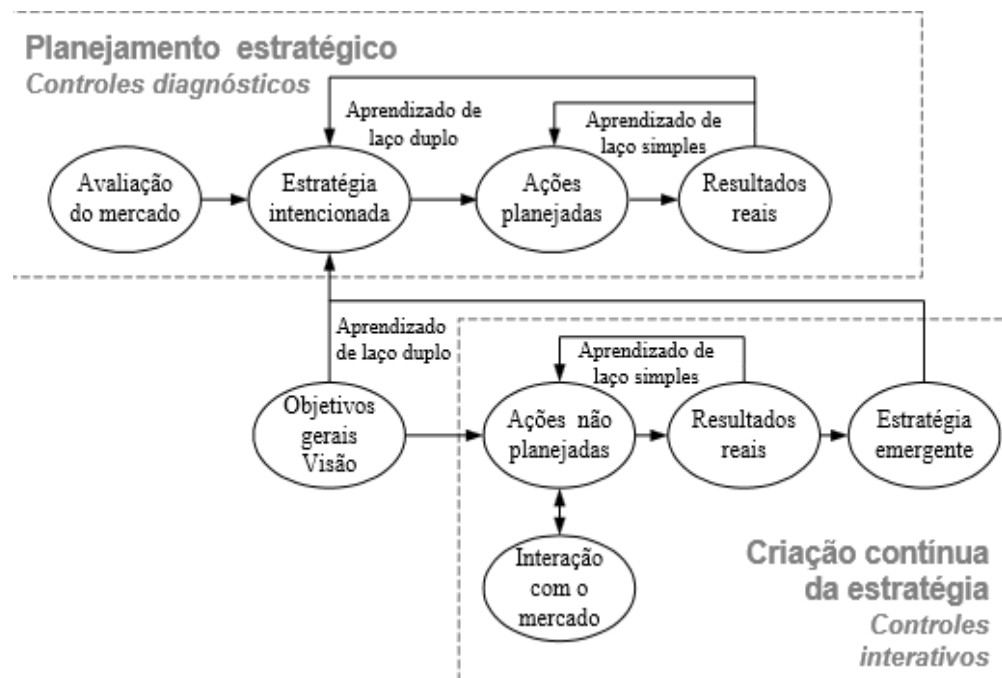 Planejamento estratégico
Controles diagnósticos
Aprendizado de
laço duplo
Aprendizado de
laço simples
Avaliação
do mercado
Estratégia
intencionada
Ações
planejadas
Resultados
reais
Aprendizado
de laço duplo
Aprendizado de
laço simples
Objetivos
gerais
Visão
Ações não
planejadas
Resultados
reais
Estratégia
emergente
Interação
com o
mercado
Criação contínua
da estratégia
Controles
interativos